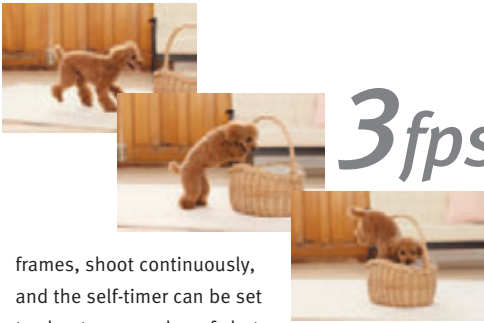 3fps
frames, shoot continuously,
and the self-timer can be set